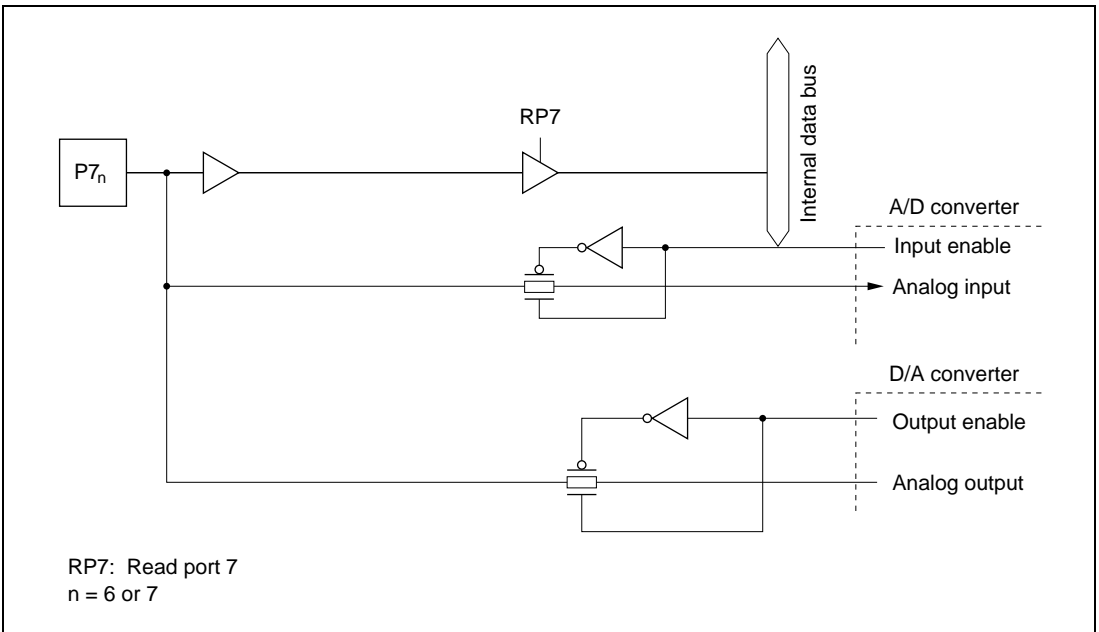 RP7
P7n
Internal data bus
A/D converter
Input enable
Analog input
D/A converter
Output enable
Analog output
RP7: Read port 7
n = 6 or 7